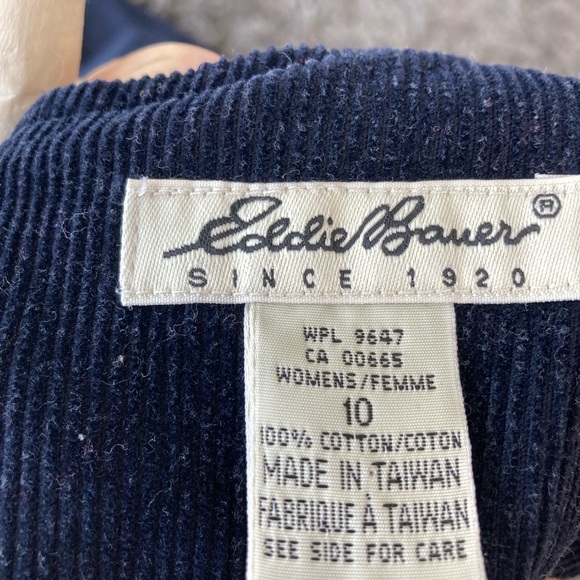 Eddie Bauer®
SINCE 1920
WPL 9647
CA 00665
WOMENS/FEMME
10
100% COTTON/COTON
MADE IN TAIWAN
FABRIQUE À TAIWAN
SEE SIDE FOR CARE